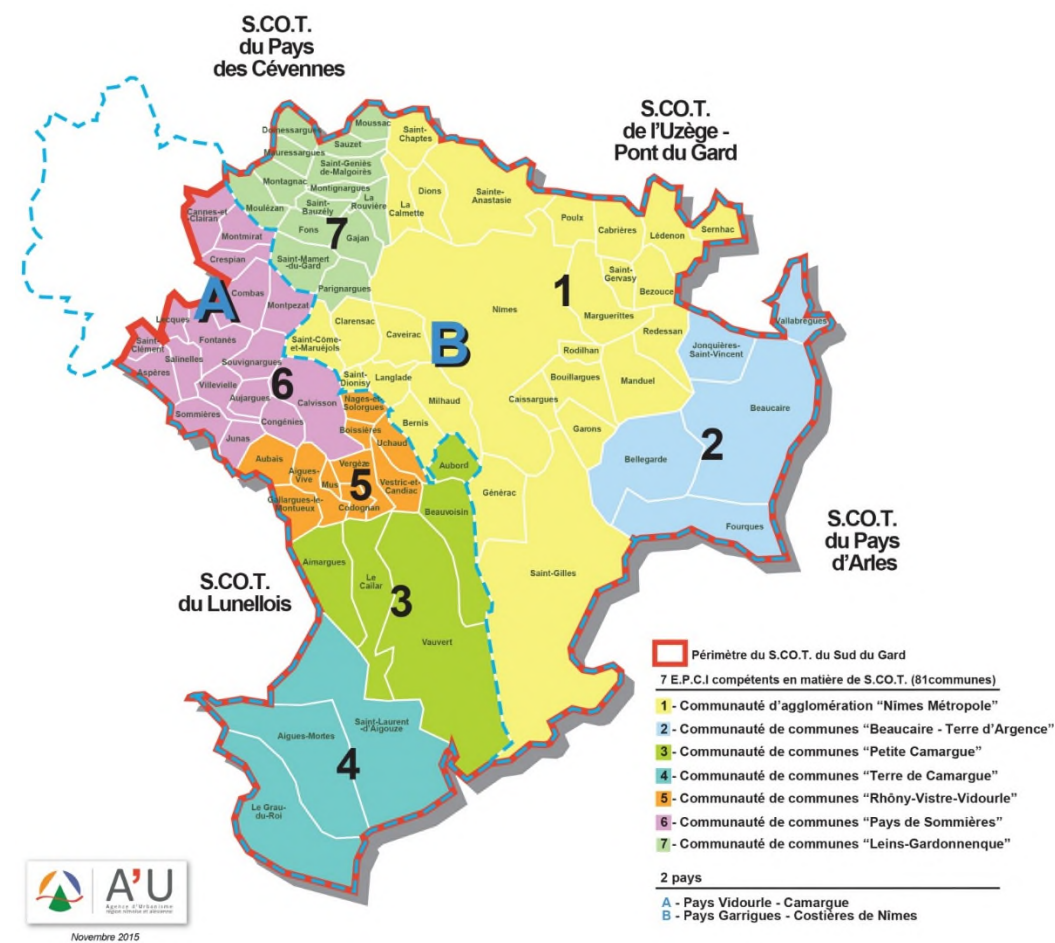 S.CO.T.
du Pays
des Cévennes
S.CO.T.
de l'Uzège -
Pont du Gard
Domessargues
Moussac
Saint-
Chaptes
Sauzet
Mauressargues
Saint-Geniès
de-Malgoirès
Montagnac
Montignargues
Dions
Sainte-
Anastasie
La
Rouvière
La
Calmette
Moulézan
Saint-
Bauzély
Cannes-et
-Clairan
Fons
7
Gajan
Montmirat
Poulx
Cabrières
Lédenon
Sernhac
Crespian
Saint-Mamert
-du-Gard
Saint-
Gervasy
Bezouce
A
Combas
Montpezat
Parignargues
1
Nîmes
Marguerittes
Vallabrègues
Lecques
Clarensac
Caveirac
B
Redessan
Fontanés
Saint-Côme-
et-Maruéjols
Jonquières-
Saint-Vincent
Saint-
Clément
Salinelles
Souvignargues
Rodilhan
Aspères
Saint-
Dionisy
Langlade
Bouillargues
Manduel
Villevielle
6
Aujargues
Calvisson
Nages-et-
Solorgues
Milhaud
Caissargues
Beaucaire
Sommières
Congénies
Boissières
Bernis
Garons
Junas
Uchaud
2
Aubais
Vergèze
Aubord
Bellegarde
Aigues-
Vive
Mus
5
Vestric-et-
Candiac
Générac
Gallargues-le-
Montueux
Codognan
Beauvoisin
Fourques
S.CO.T.
du Pays
d'Arles
Aimargues
Le
Cailar
3
Saint-Gilles
S.CO.T.
du Lunellois
Vauvert
Saint-Laurent
-d'Aigouze
Aigues-Mortes
4
Le Grau-
du-Roi
Périmètre du S.CO.T. du Sud du Gard
7 E.P.C.I compétents en matière de S.CO.T. (81communes)
1 - Communauté d'agglomération "Nîmes Métropole"
2 - Communauté de communes "Beaucaire - Terre d'Argence"
3 - Communauté de communes "Petite Camargue"
4 - Communauté de communes "Terre de Camargue"
5 - Communauté de communes "Rhôny-Vistre-Vidourle"
6 - Communauté de communes "Pays de Sommières"
7 - Communauté de communes "Leins-Gardonnenque"
2 pays
A - Pays Vidourle - Camargue
B - Pays Garrigues - Costières de Nîmes
A'U
Agence d'Urbanisme
région nîmoise et alésienne
Novembre 2015